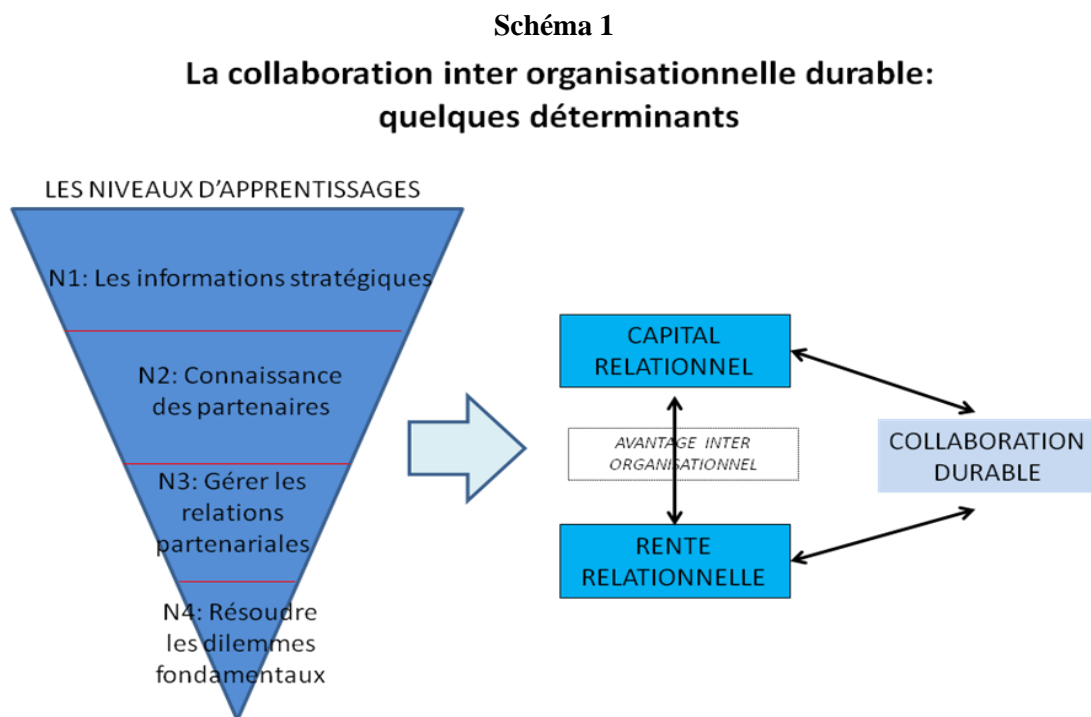 Schéma 1
La collaboration inter organisationnelle durable:
quelques déterminants
LES NIVEAUX D'APPRENTISSAGES
N1: Les informations stratégiques
N2: Connaissance
des partenaires
N3: Gérer les
relations
partenariales
N4: Résoudre
les dilemmes
fondamentaux
CAPITAL
RELATIONNEL
AVANTAGE INTER
ORGANISATIONNEL
RENTE
RELATIONNELLE
COLLABORATION
DURABLE